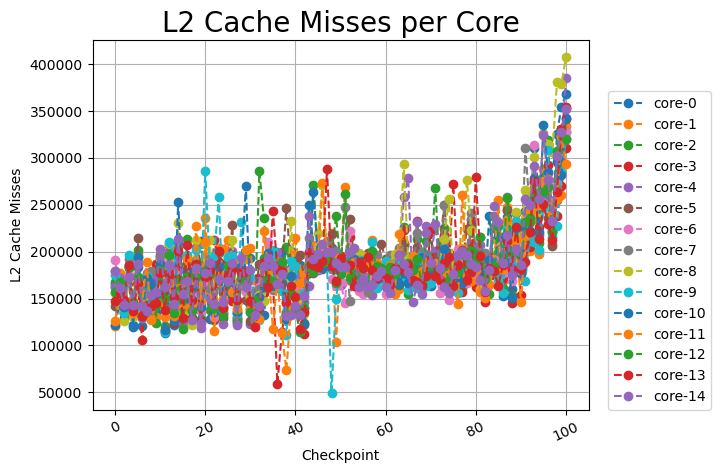 L2 Cache Misses per Core
400000
350000
300000
250000
200000
150000
100000
50000
L2 Cache Misses
0
20
40
60
80
100
Checkpoint
core-0
core-1
core-2
core-3
core-4
core-5
core-6
core-7
core-8
core-9
core-10
core-11
core-12
core-13
core-14